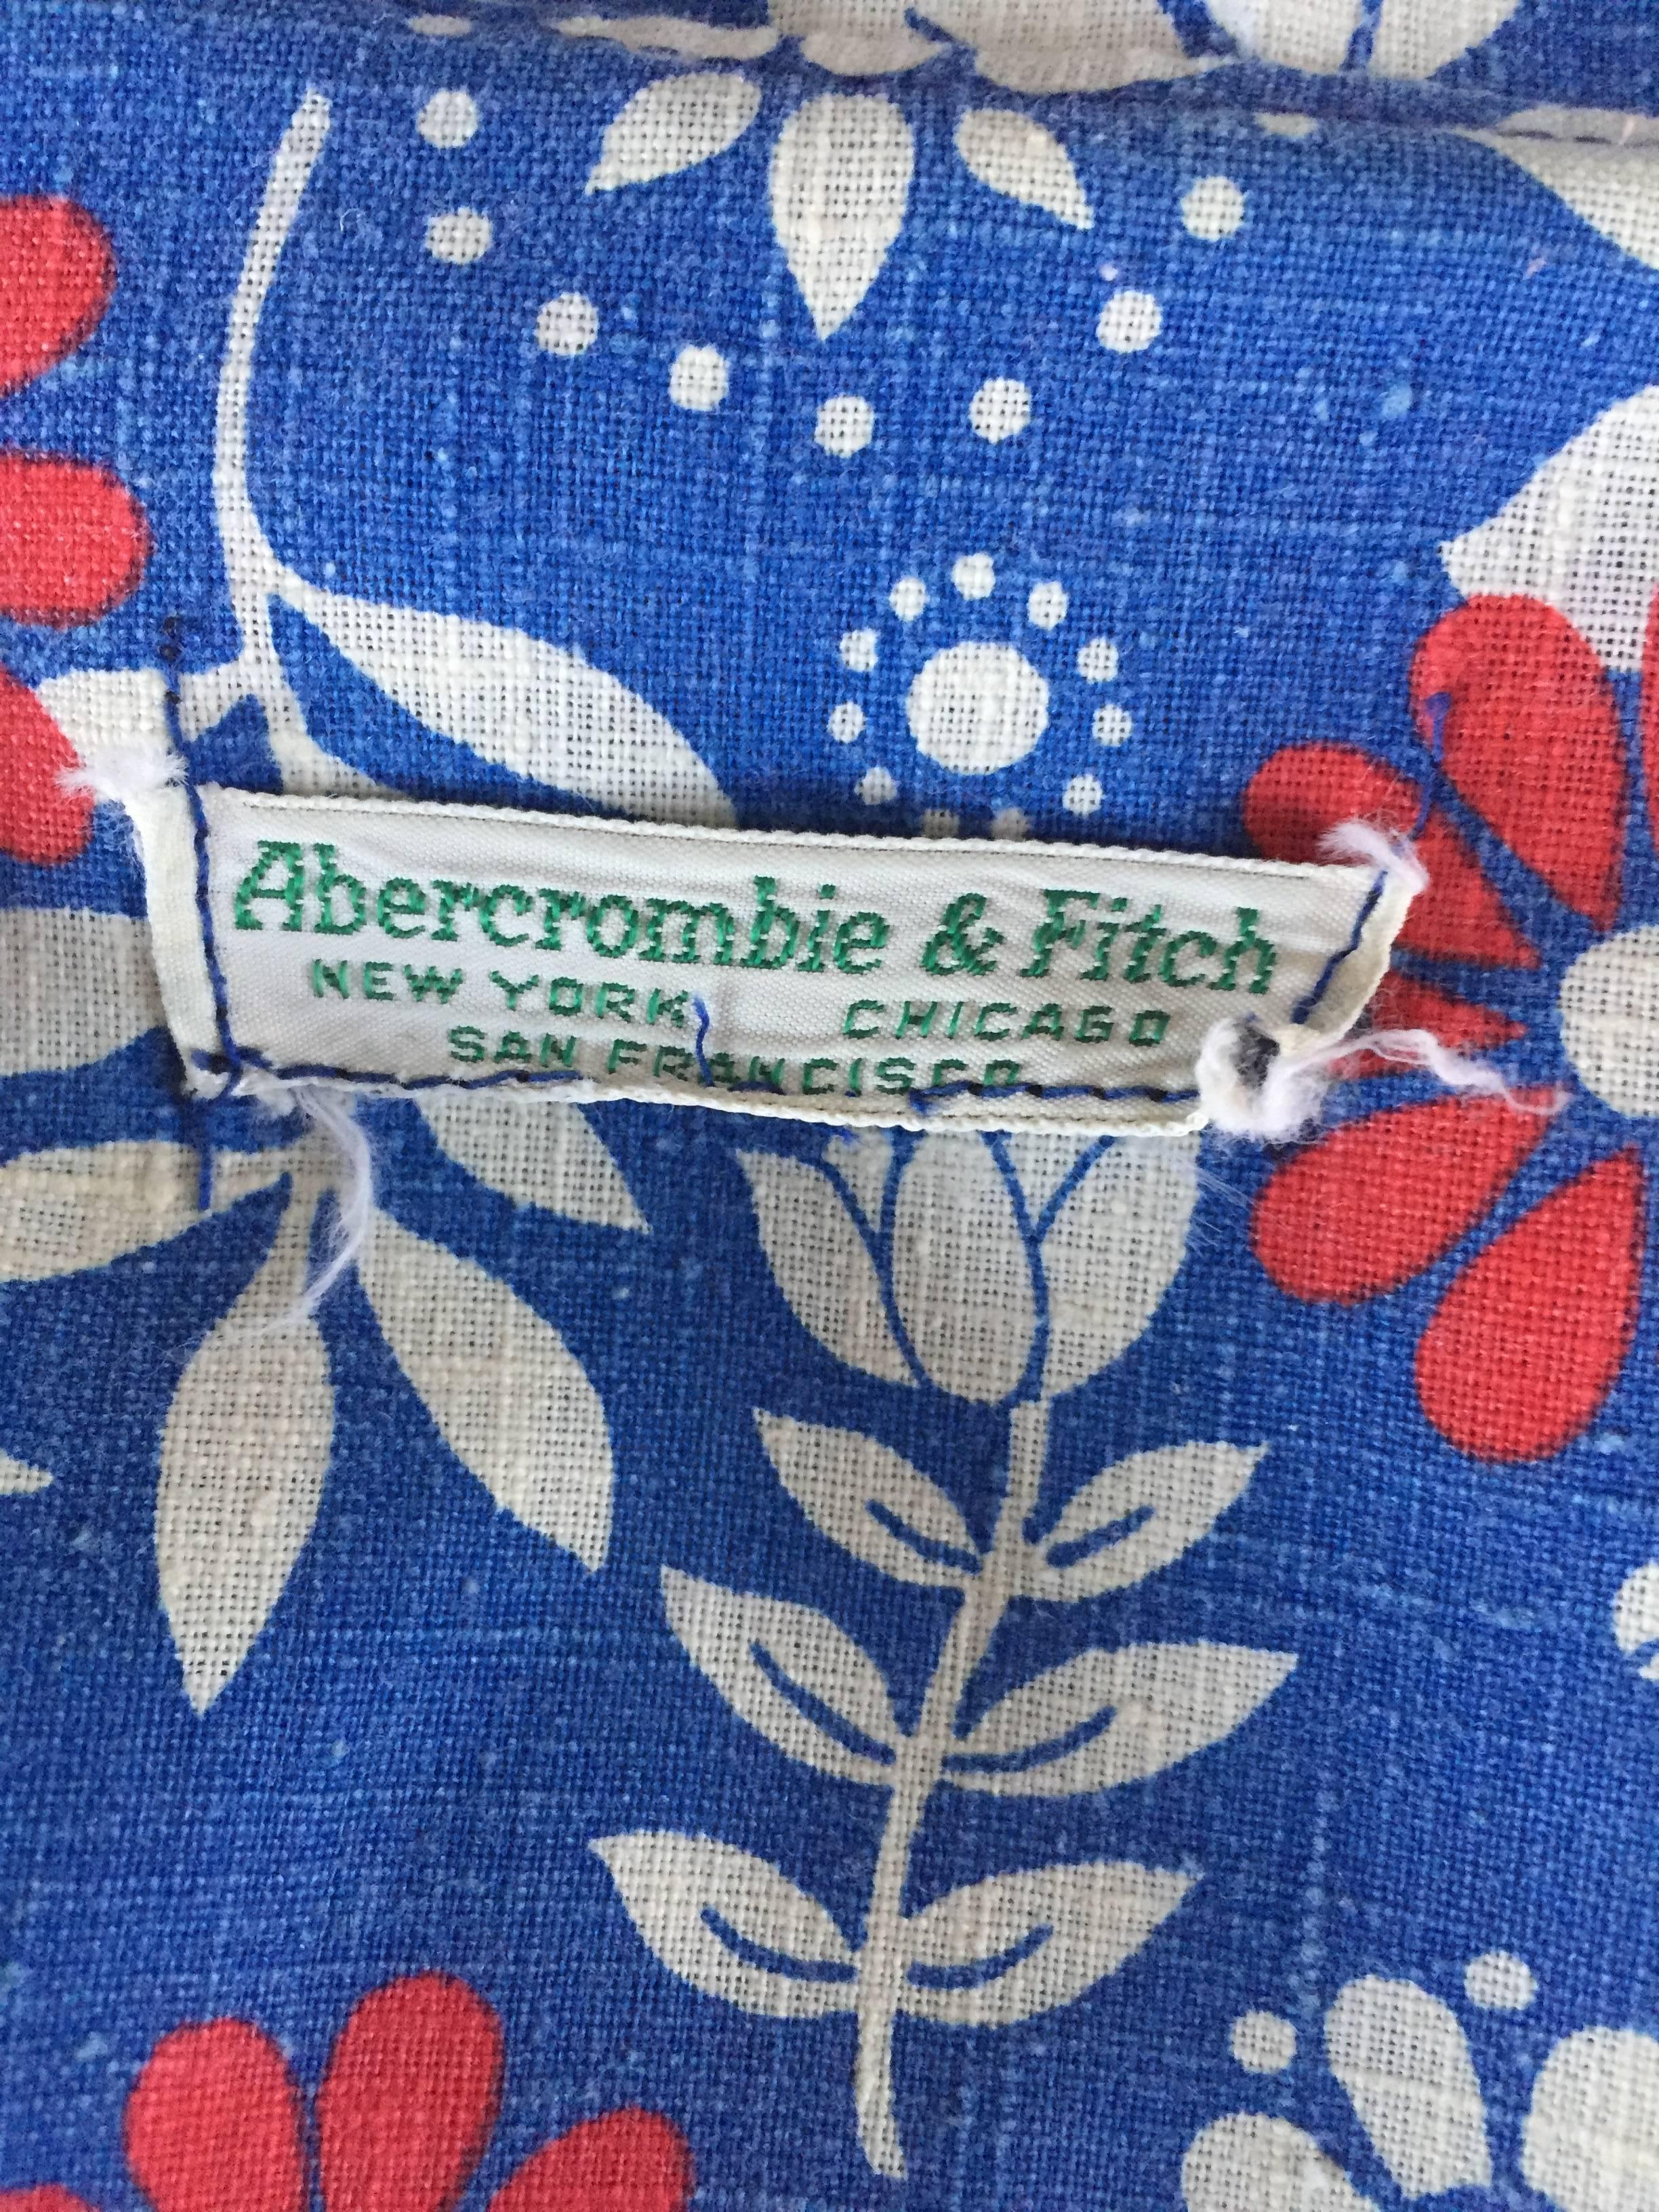 Abercrombie & Fitch
NEW YORK CHICAGO
SAN FRANCISCO